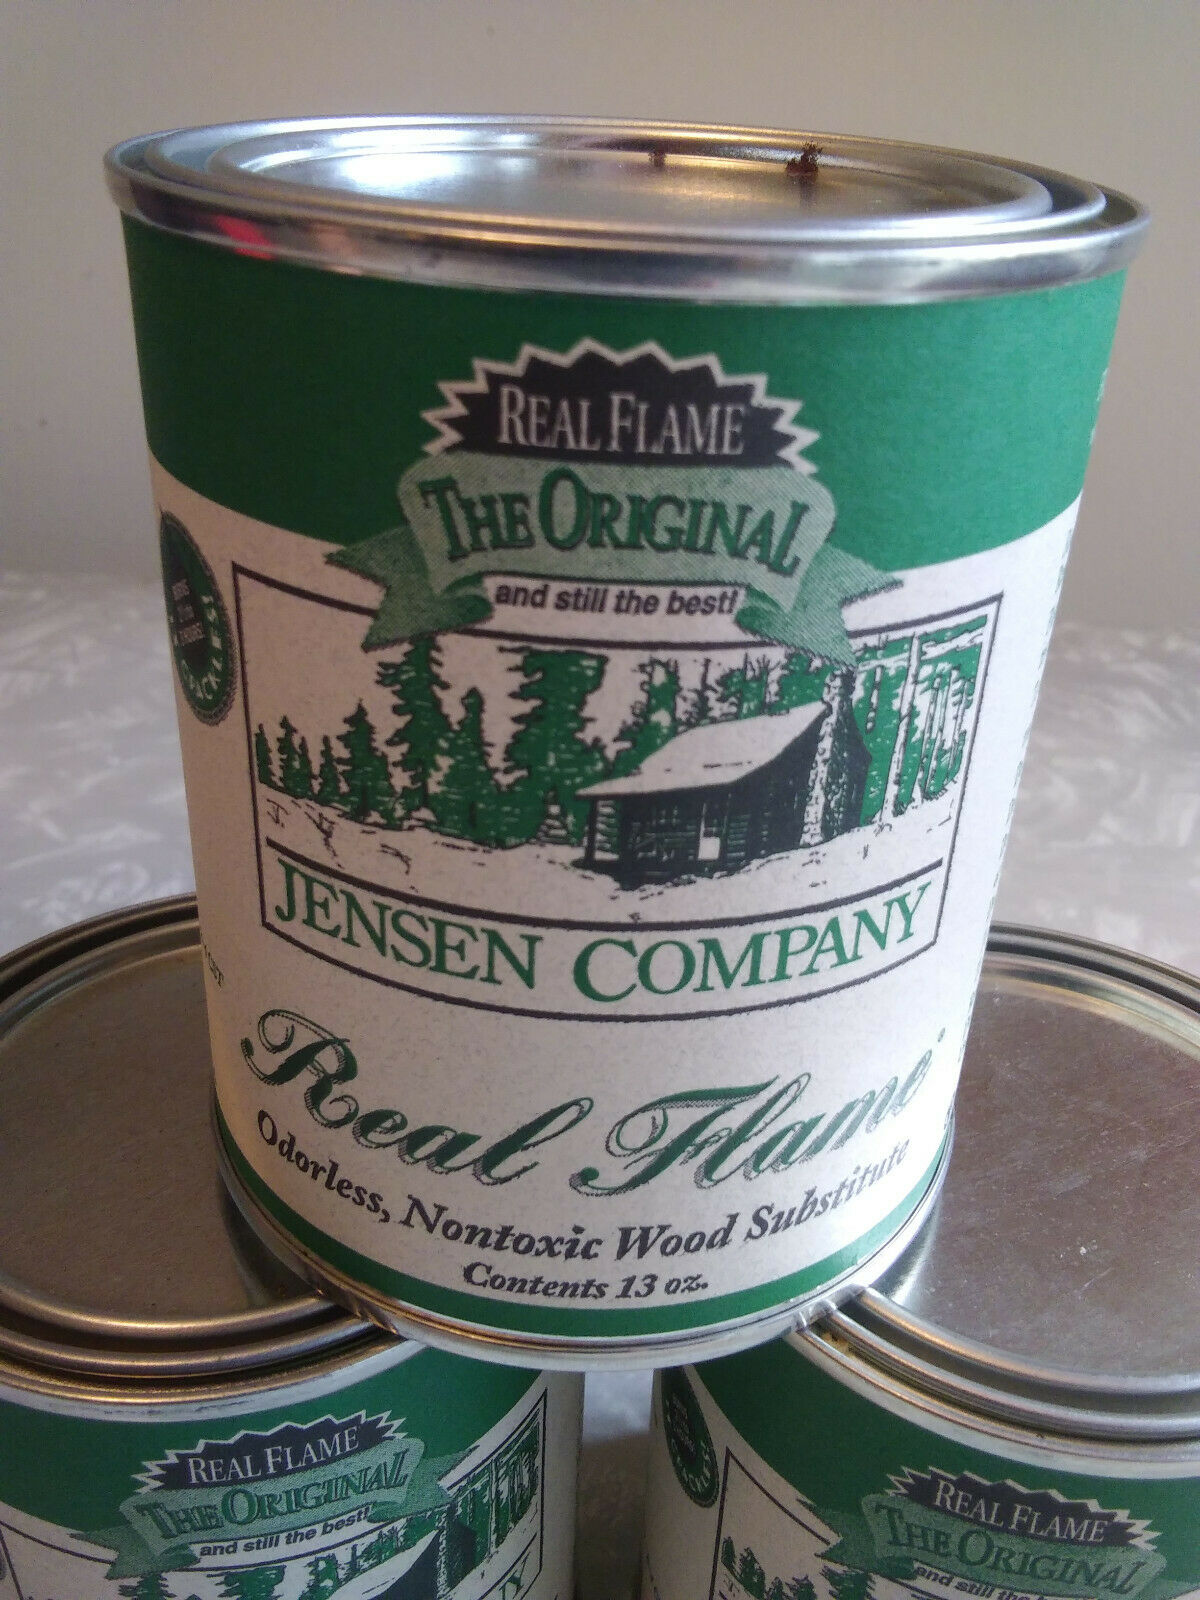 REAL FLAME
THE ORIGINAL
and still the best!
CRACKLES!
JENSEN COMPANY
Real Flame®
Odorless, Nontoxic Wood Substitute
Contents 13 oz.
REAL FLAME
THE ORIGINAL
and still the best!
REAL FLAME
THE ORIGINAL
and still the